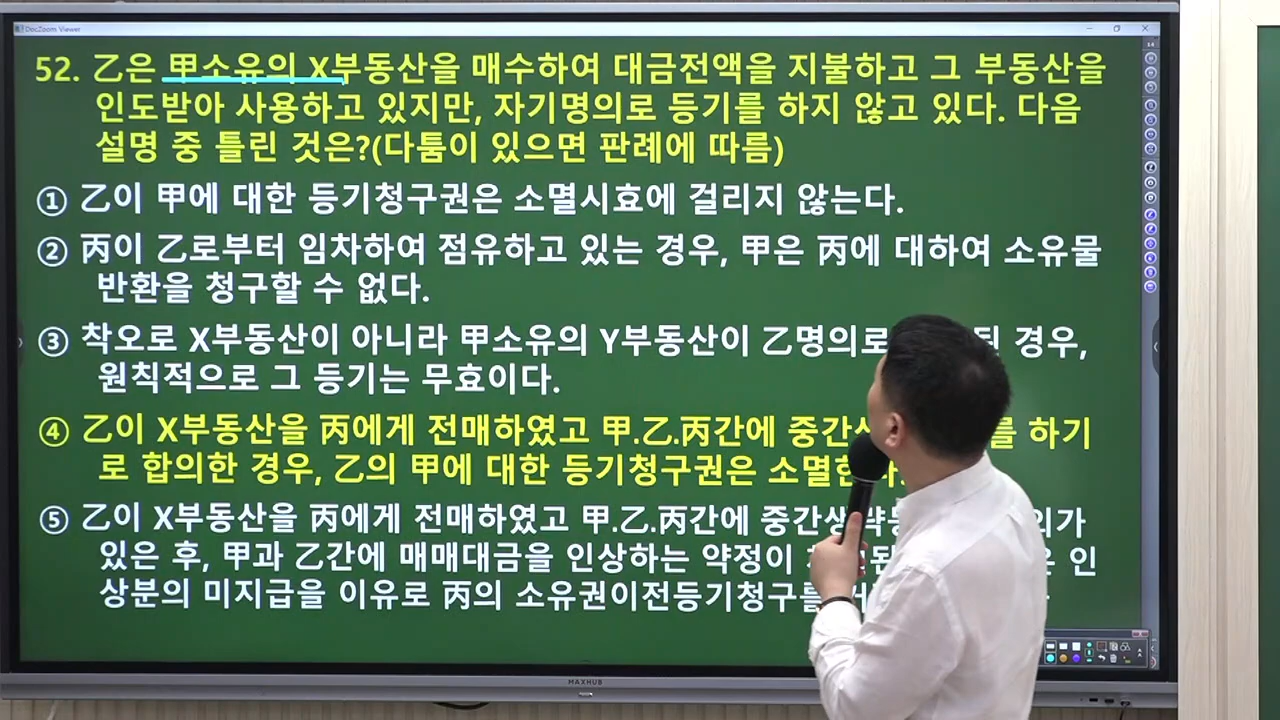 DocZoom Viewer
52. 乙은 甲소유의 X부동산을 매수하여 대금전액을 지불하고 그 부동산을
인도받아 사용하고 있지만, 자기명의로 등기를 하지 않고 있다. 다음
설명 중 틀린 것은?(다툼이 있으면 판례에 따름)
① 乙이 甲에 대한 등기청구권은 소멸시효에 걸리지 않는다.
② 丙이 乙로부터 임차하여 점유하고 있는 경우, 甲은 丙에 대하여 소유물
반환을 청구할 수 없다.
③ 착오로 X부동산이 아니라 甲소유의 Y부동산이 乙명의로 경우,
원칙적으로 그 등기는 무효이다.
④ 乙이 X부동산을 丙에게 전매하였고 甲.乙.丙간에 를 하기
로 합의한 경우, 乙의 甲에 대한 등기청구권은
⑤ 乙이 X부동산을 丙에게 전매하였고 甲.乙.丙간에
있은 후, 甲과 乙간에 매매대금을 인상하는 약정이 인
상분의 미지급을 이유로 丙의 소유권이전등기청구를
MAXHUB